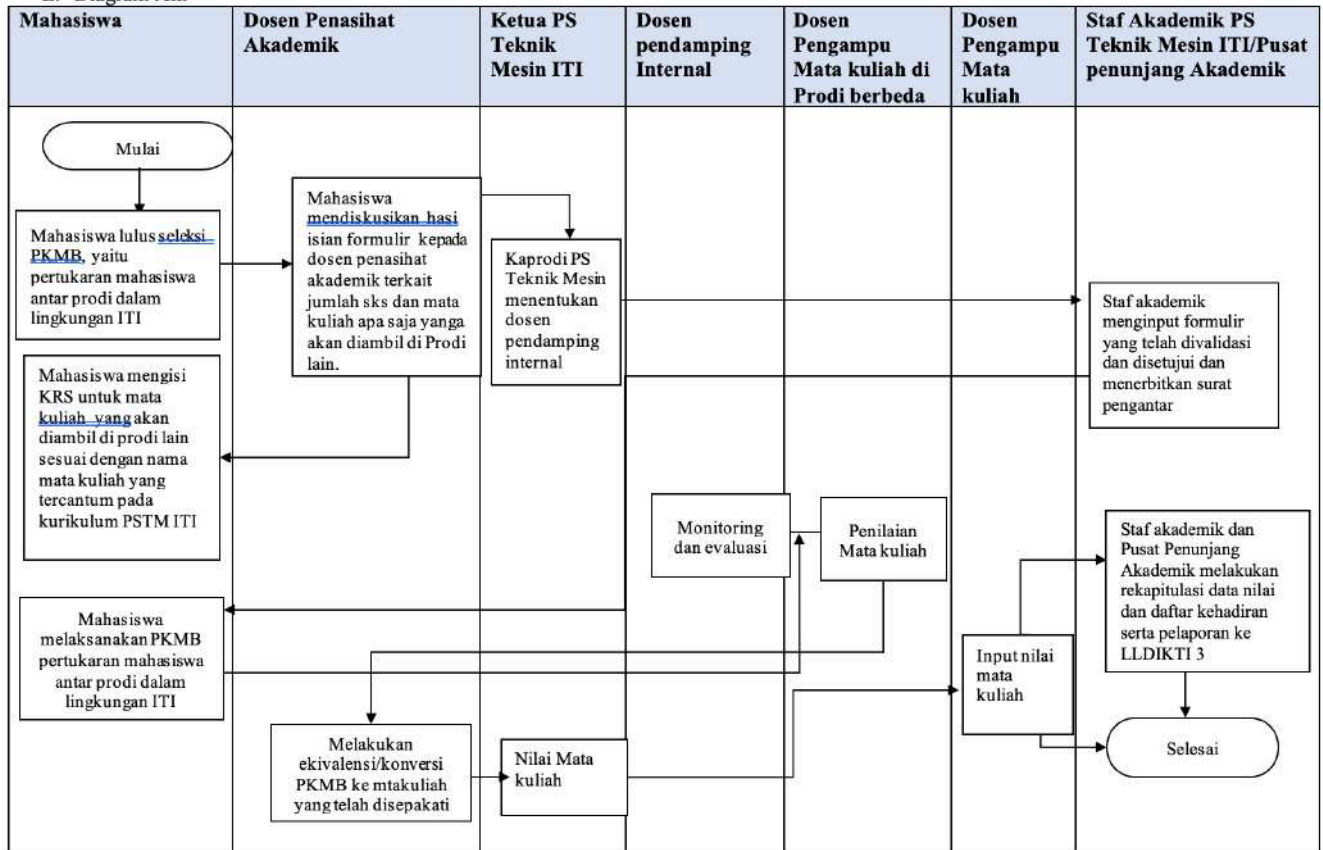 Mahasiswa
Dosen Penasihat
Akademik
Ketua PS
Teknik
Mesin ITI
Dosen
pendamping
Internal
Dosen
Pengampu
Mata kuliah di
Prodi berbeda
Dosen
Pengampu
Mata
kuliah
Staf Akademik PS
Teknik Mesin ITI/Pusat
penunjang Akademik
Mulai
Mahasiswa lulus seleksi
PKMB, yaitu
pertukaran mahasiswa
antar prodi dalam
lingkungan ITI
Mahasiswa
mendiskusikan hasi
isian formulir kepada
dosen penasihat
akademik terkait
jumlah sks dan mata
kuliah apa saja yanga
akan diambil di Prodi
lain.
Kaprodi PS
Teknik Mesin
menentukan
dosen
pendamping
internal
Staf akademik
menginput formulir
yang telah divalidasi
dan disetujui dan
menerbitkan surat
pengantar
Mahasiswa mengisi
KRS untuk mata
kuliah yang akan
diambil di prodi lain
sesuai dengan nama
mata kuliah yang
tercantum pada
kurikulum PSTM ITI
Monitoring
dan evaluasi
Penilaian
Mata kuliah
Staf akademik dan
Pusat Penunjang
Akademik melakukan
rekapitulasi data nilai
dan daftar kehadiran
serta pelaporan ke
LLDIKTI 3
Mahasiswa
melaksanakan PKMB
pertukaran mahasiswa
antar prodi dalam
lingkungan ITI
Input nilai
mata
kuliah
Melakukan
ekivalensi/konversi
PKMB ke mtakuliah
yang telah disepakati
Nilai Mata
kuliah
Selesai